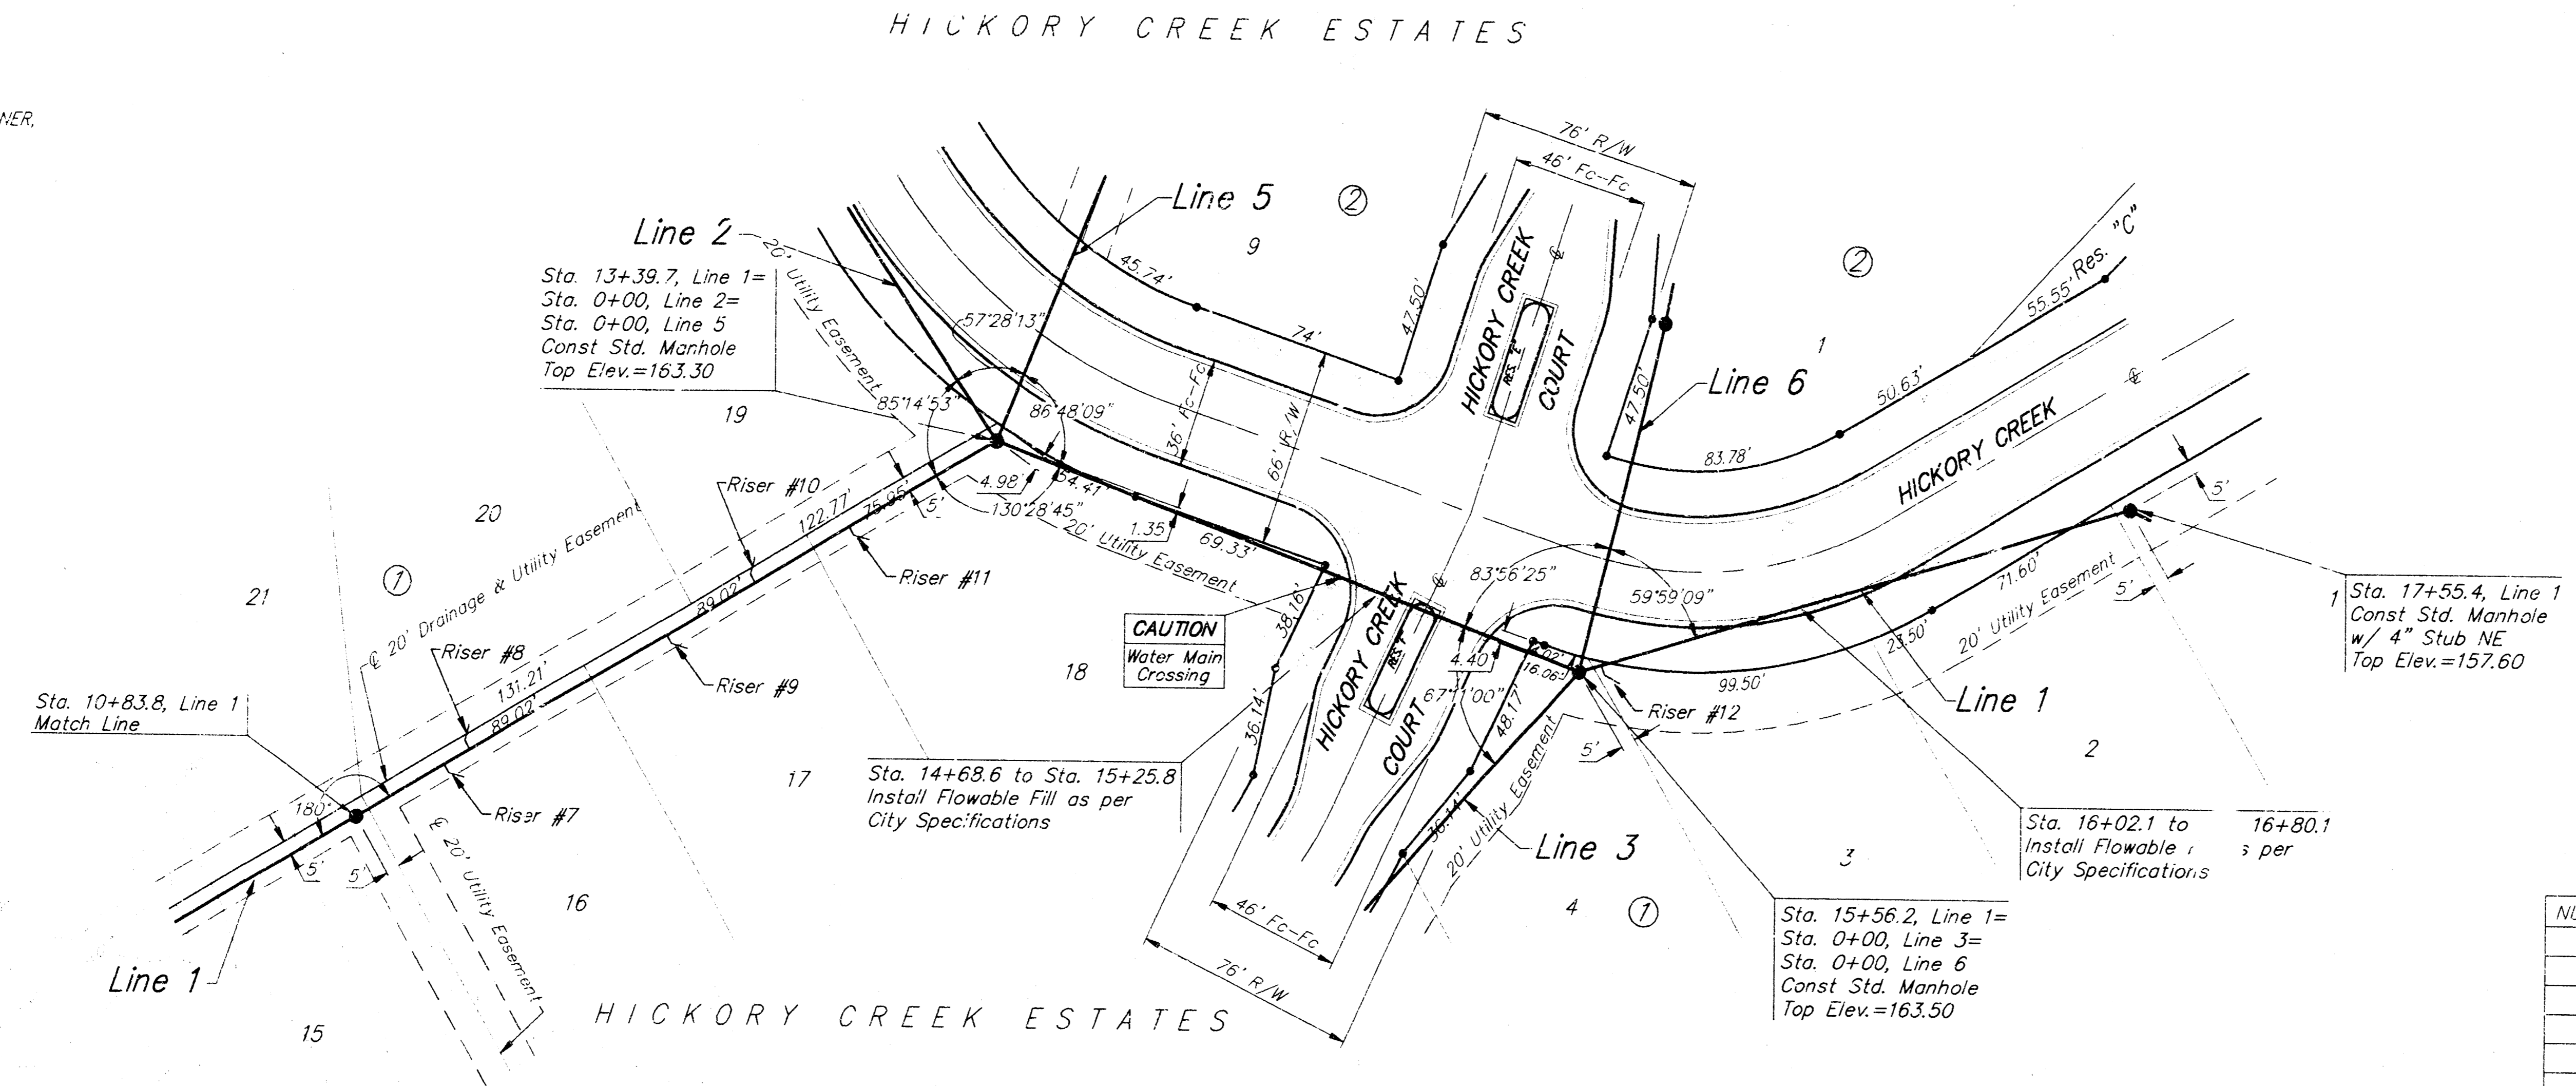 HICKORY CREEK ESTATES
NER,
76' R/W
46' Fc-Fc
Line 5
2
9
Line 2
20' Utility Easement
Sta. 13+39.7, Line 1=
Sta. 0+00, Line 2=
Sta. 0+00, Line 5
Const Std. Manhole
Top Elev.=163.30
45.74'
57°28'13"
74'
47.50'
HICKORY CREEK
COURT
RES. "E"
℄
47.50'
Line 6
2
1
55.55'
Res. "C"
50.63'
83.78'
HICKORY CREEK
℄
19
85°14'53"
86°48'09"
36' Fc-Fc
66' R/W
Riser #10
122.77'
75.95'
5'
4.98
54.41'
130°28'45"
20' Utility Easement
1.35
69.33'
Riser #11
20
21
1
℄ 20' Drainage & Utility Easement
89.02'
Riser #8
131.21'
89.02'
Riser #9
Sta. 10+83.8, Line 1
Match Line
180°
Riser #7
5'
5'
℄ 20' Utility Easement
Line 1
15
16
17
18
CAUTION
Water Main
Crossing
38.16'
36.14'
Sta. 14+68.6 to Sta. 15+25.8
Install Flowable Fill as per
City Specifications
HICKORY CREEK
COURT
RES. "F"
℄
83°56'25"
59°59'09"
4.40
16.06'
48.17'
36.14'
20' Utility Easement
Riser #12
5'
99.50'
23.50'
71.60'
20' Utility Easement
5'
5'
Line 1
Line 3
1
Sta. 17+55.4, Line 1
Const Std. Manhole
w/ 4" Stub NE
Top Elev.=157.60
2
3
4
1
Sta. 16+02.1 to 16+80.1
Install Flowable s per
City Specifications
Sta. 15+56.2, Line 1=
Sta. 0+00, Line 3=
Sta. 0+00, Line 6
Const Std. Manhole
Top Elev.=163.50
46' Fc-Fc
76' R/W
HICKORY CREEK ESTATES